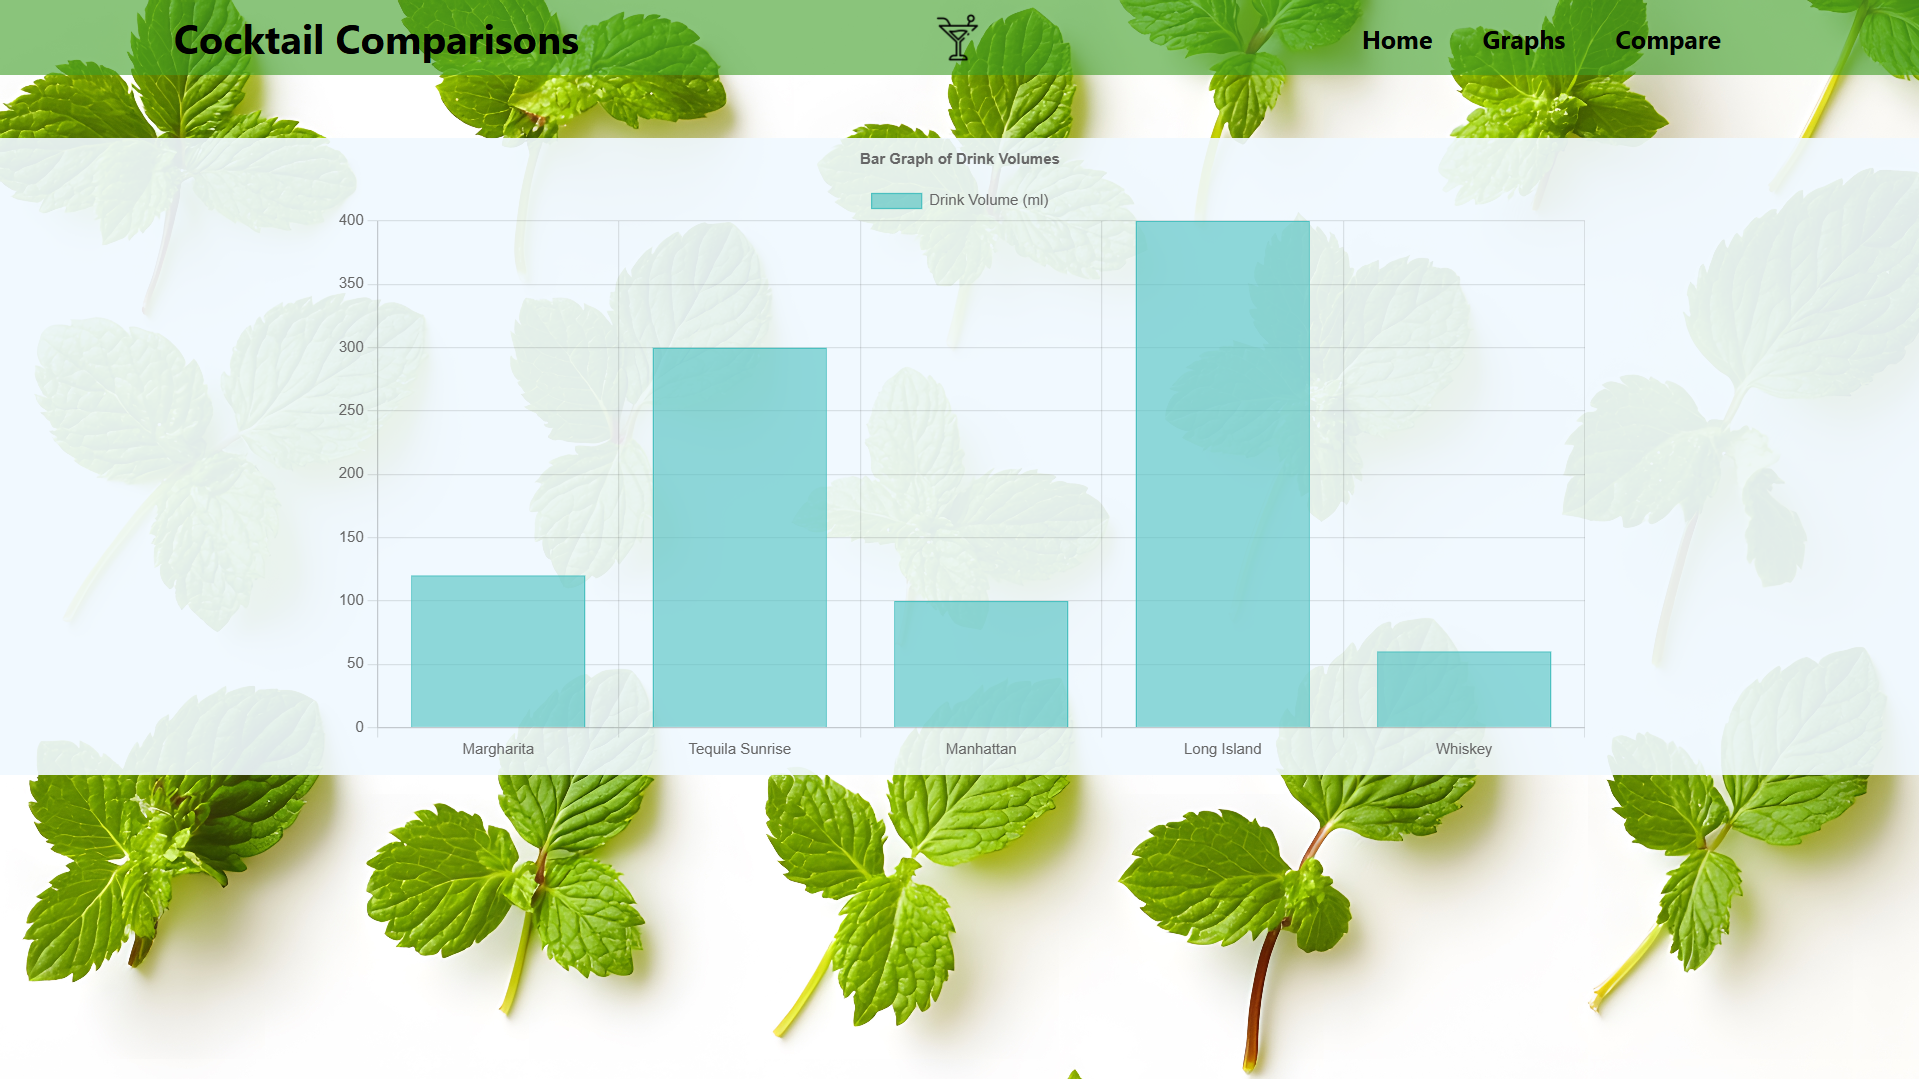 Cocktail Comparisons
Home Graphs Compare
Bar Graph of Drink Volumes
Drink Volume (ml)
400
350
300
250
200
150
100
50
0
Margharita Tequila Sunrise Manhattan Long Island Whiskey